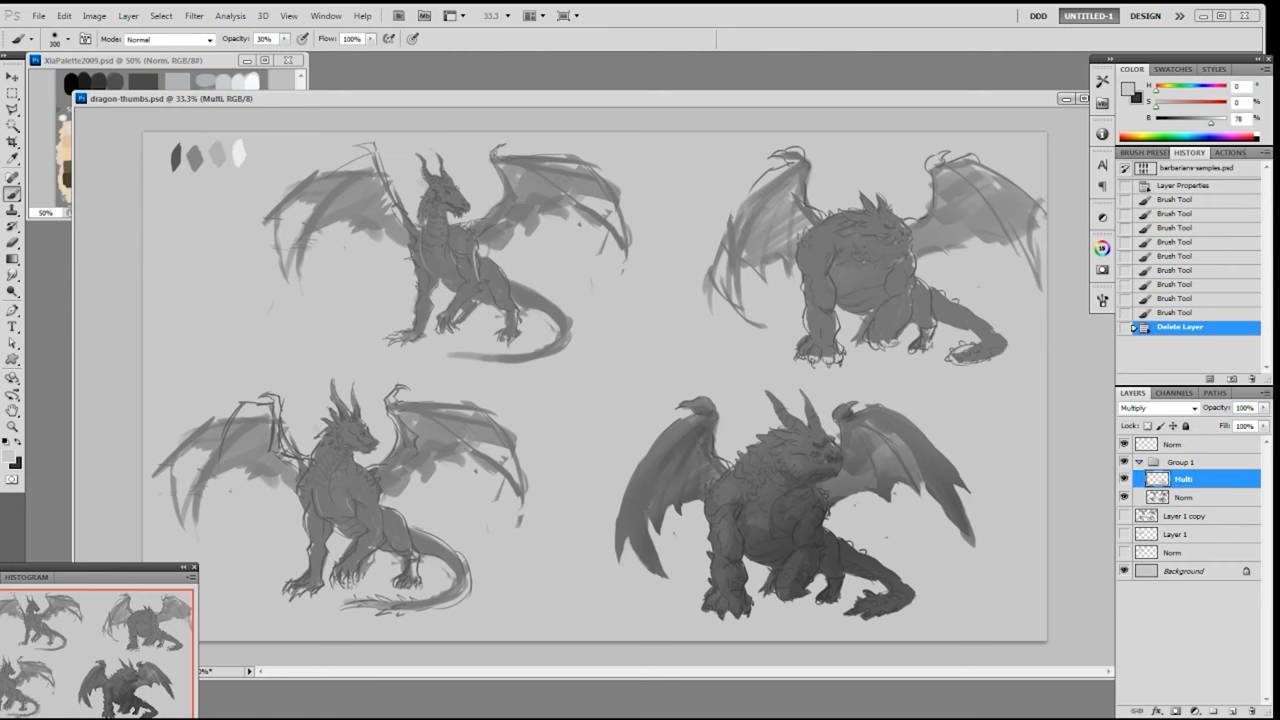 Ps File Edit Image Layer Select Filter Analysis 3D View Window Help Br Mb 33.3 DDD UNTITLED-1 DESIGN
300 Mode: Normal Opacity: 30% Flow: 100%
XiaPalette2009.psd @ 50% (Norm, RGB/8#)
COLOR SWATCHES STYLES
H 0 °
S 0 %
B 78 %
dragon-thumbs.psd @ 33.3% (Multi, RGB/8)
BRUSH PRESE HISTORY ACTIONS
barbarians-samples.psd
Layer Properties
Brush Tool
Brush Tool
Brush Tool
Brush Tool
Brush Tool
Brush Tool
Brush Tool
Brush Tool
Brush Tool
Delete Layer
50%
LAYERS CHANNELS PATHS
Multiply Opacity: 100%
Lock: Fill: 100%
Norm
Group 1
Multi
Norm
Layer 1 copy
Layer 1
Norm
Background
HISTOGRAM